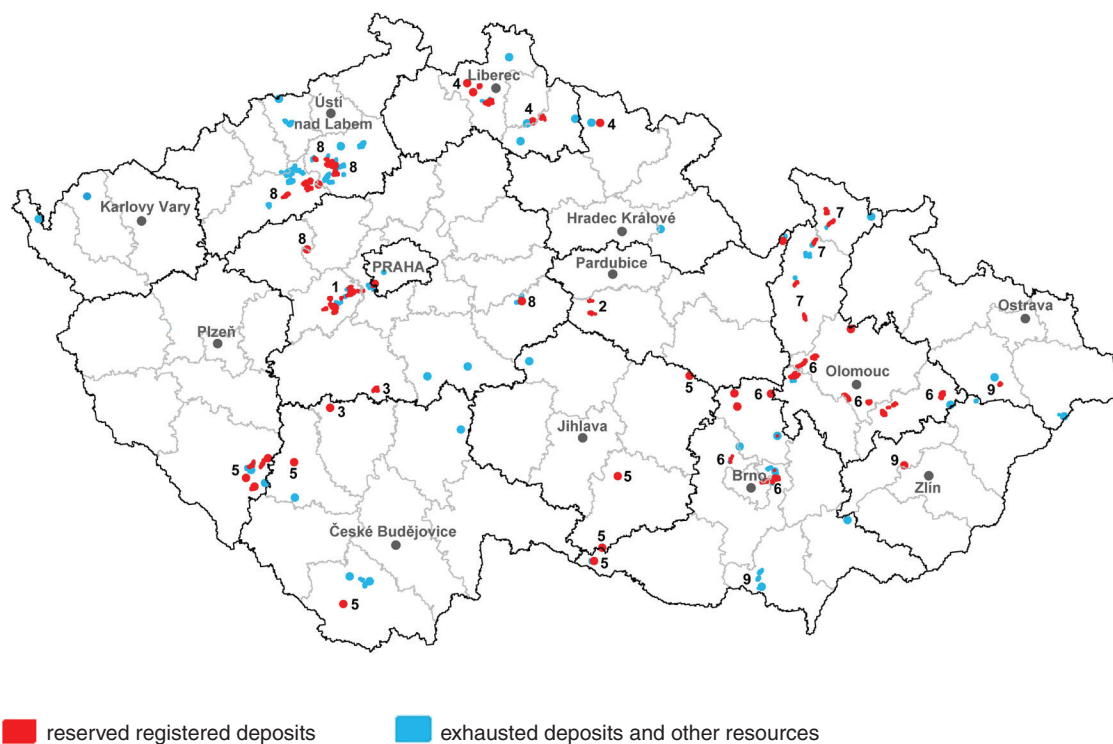 Liberec
4
Ústí
nad Labem
4
4
8
8
8
Karlovy Vary
7
Hradec Králové
8
7
PRAHA
Pardubice
1
7
8
2
Ostrava
Plzeň
6
Olomouc
5
9
3
6
6
6
3
Jihlava
6
9
5
5
5
Brno
Zlín
6
České Budějovice
5
5
9
5
reserved registered deposits
exhausted deposits and other resources